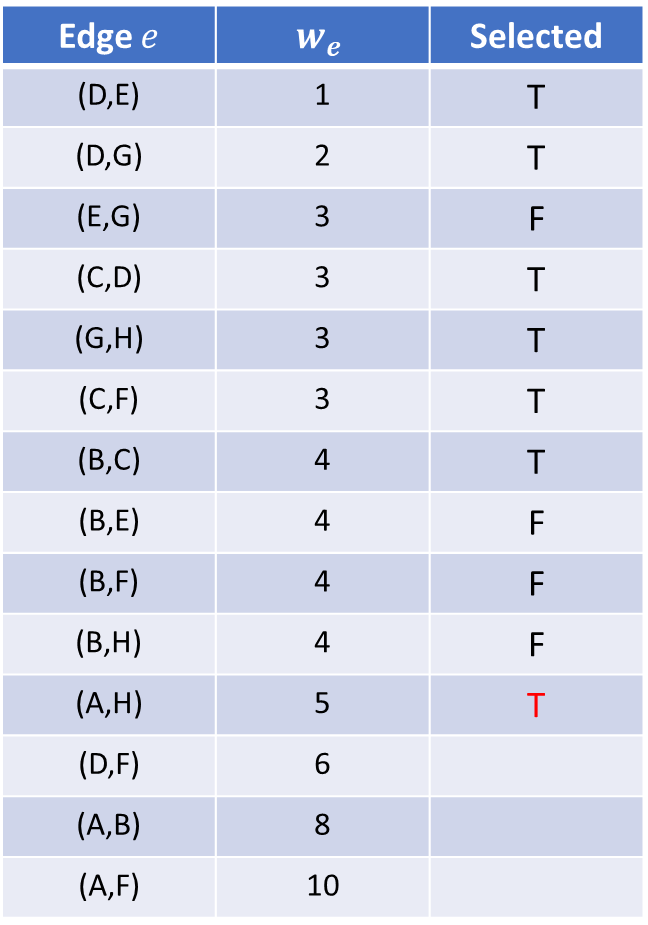 Edge e w_e Selected
(D,E) 1 T
(D,G) 2 T
(E,G) 3 F
(C,D) 3 T
(G,H) 3 T
(C,F) 3 T
(B,C) 4 T
(B,E) 4 F
(B,F) 4 F
(B,H) 4 F
(A,H) 5 T
(D,F) 6
(A,B) 8
(A,F) 10